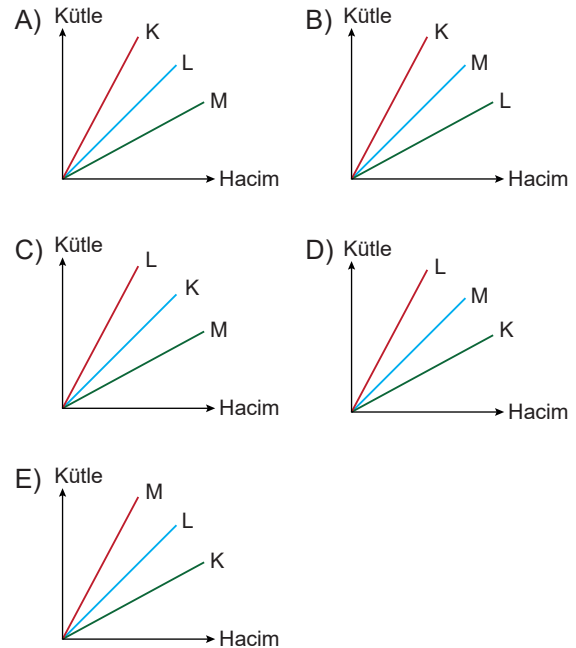 A) Kütle K L M Hacim
B) Kütle K M L Hacim
C) Kütle L K M Hacim
D) Kütle L M K Hacim
E) Kütle M L K Hacim